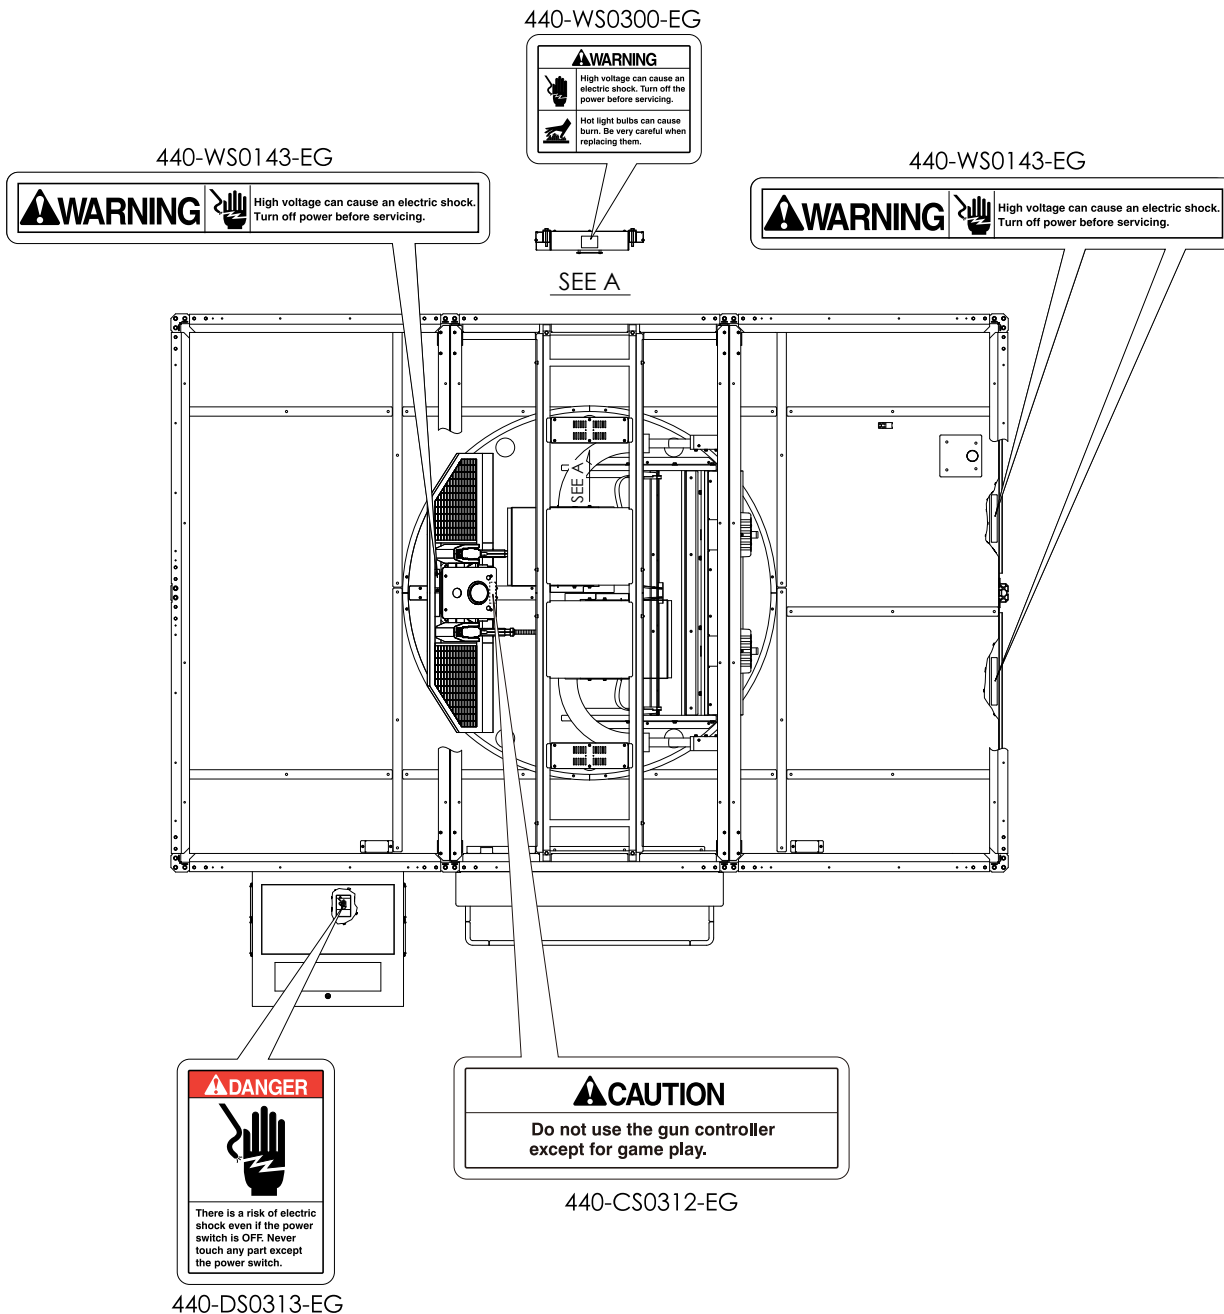 440-WS0300-EG
WARNING
High voltage can cause an
electric shock. Turn off the
power before servicing.
Hot light bulbs can cause
burn. Be very careful when
replacing them.
440-WS0143-EG
WARNING
High voltage can cause an electric shock.
Turn off power before servicing.
440-WS0143-EG
WARNING
High voltage can cause an electric shock.
Turn off power before servicing.
SEE A
SEE A
DANGER
There is a risk of electric
shock even if the power
switch is OFF. Never
touch any part except
the power switch.
440-DS0313-EG
CAUTION
Do not use the gun controller
except for game play.
440-CS0312-EG